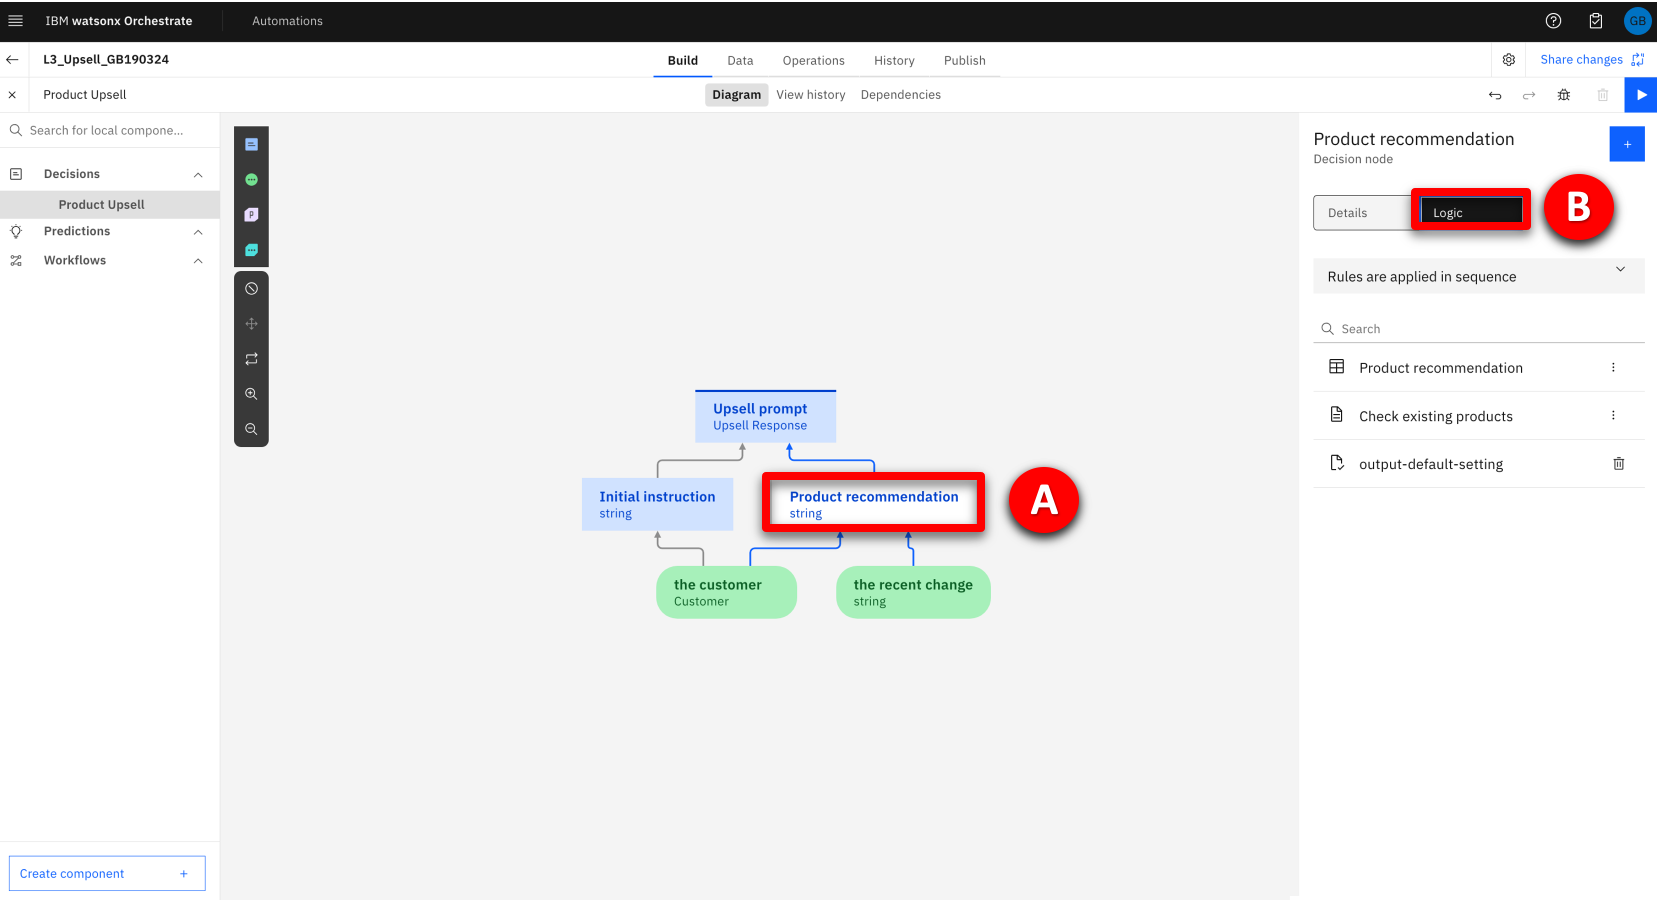 IBM watsonx Orchestrate
Automations
GB
L3_Upsell_GB190324
Build
Data
Operations
History
Publish
Share changes
Product Upsell
Diagram
View history
Dependencies
Search for local compone...
Decisions
Product Upsell
Predictions
Workflows
Create component +
P
Upsell prompt
Upsell Response
Initial instruction
string
Product recommendation
string
A
the customer
Customer
the recent change
string
Product recommendation
Decision node
+
Details
Logic
B
Rules are applied in sequence
Search
Product recommendation
Check existing products
output-default-setting